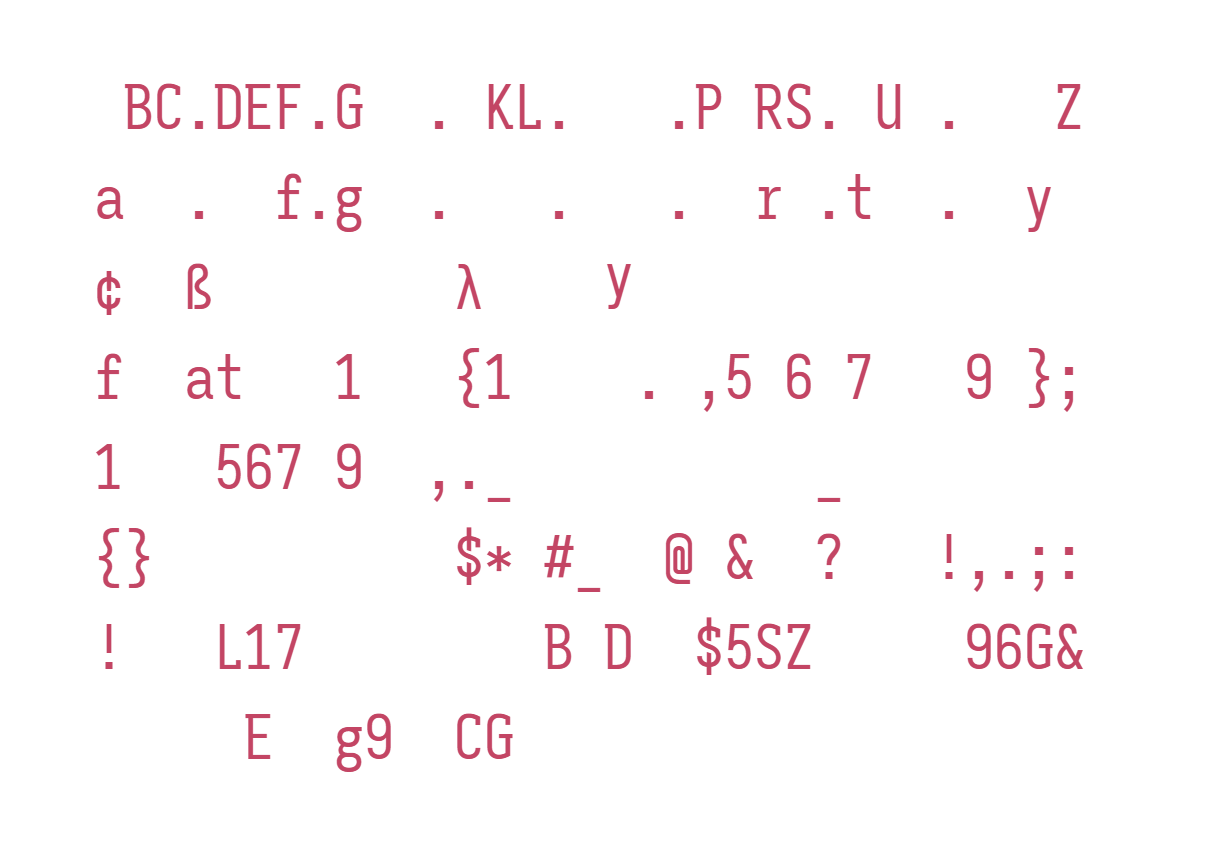 BC.DEF.G  . KL.   .P RS. U .   Z
a  .  f.g  .   .   .  r .t  .  y
¢  ß        λ    y
f  at   1   {1    . ,5 6 7   9 };
1   567 9  ,._          _
{}          $* #_  @ &  ?   !,.;:
!   L17        B D  $5SZ     96G&
E  g9  CG